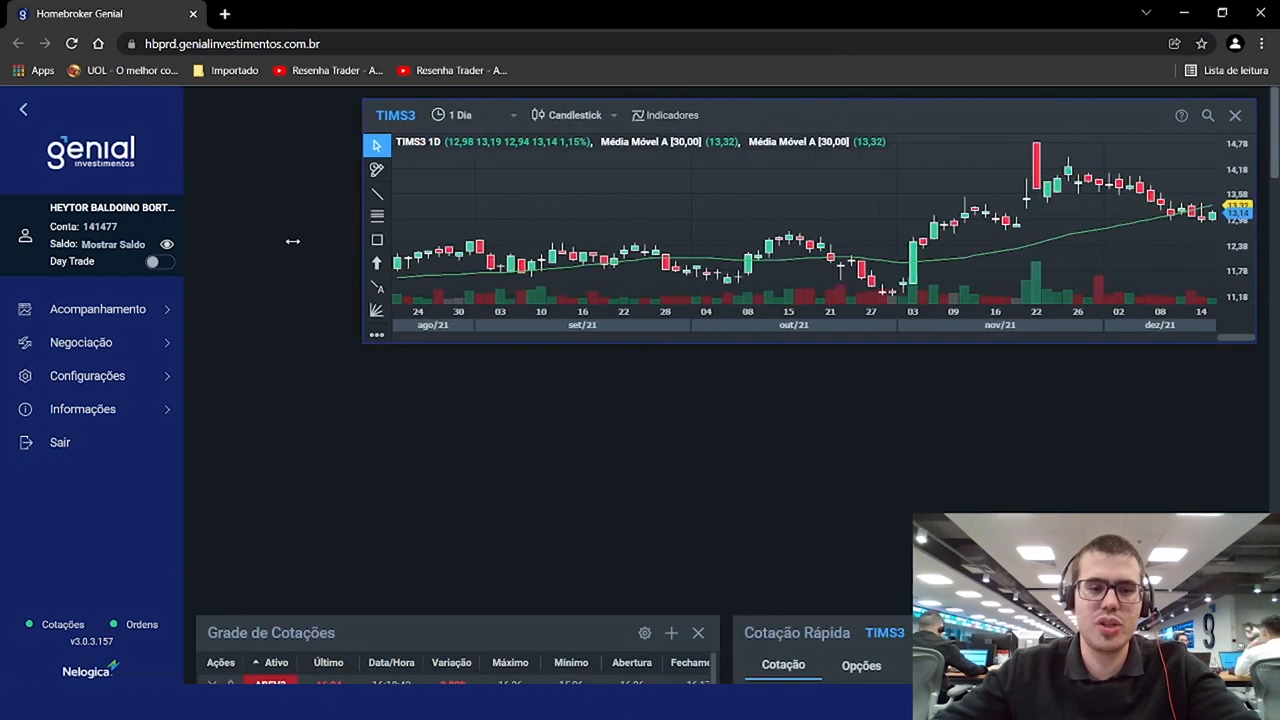 Homebroker Genial
hbprd.genialinvestimentos.com.br
Apps
UOL - O melhor co...
Importado
Resenha Trader - A...
Resenha Trader - A...
Lista de leitura
genial
investimentos
HEYTOR BALDOINO BORT...
Conta: 141477
Saldo: Mostrar Saldo
Day Trade
Acompanhamento
Negociação
Configurações
Informações
Sair
Cotações
Ordens
v3.0.3.157
Nelogica
TIMS3
1 Dia
Candlestick
Indicadores
TIMS3 1D (12,98 13,19 12,94 13,14 1,15%), Média Móvel A [30,00] (13,32), Média Móvel A [30,00] (13,32)
14,78
14,18
13,58
13,32
13,14
12,98
12,38
11,78
11,18
24 30 03 10 16 22 28 04 08 15 21 27 03 09 16 22 26 02 08 14
ago/21 set/21 out/21 nov/21 dez/21
Grade de Cotações
Ações Ativo Último Data/Hora Variação Máximo Mínimo Abertura Fechame
Cotação Rápida TIMS3
Cotação Opções